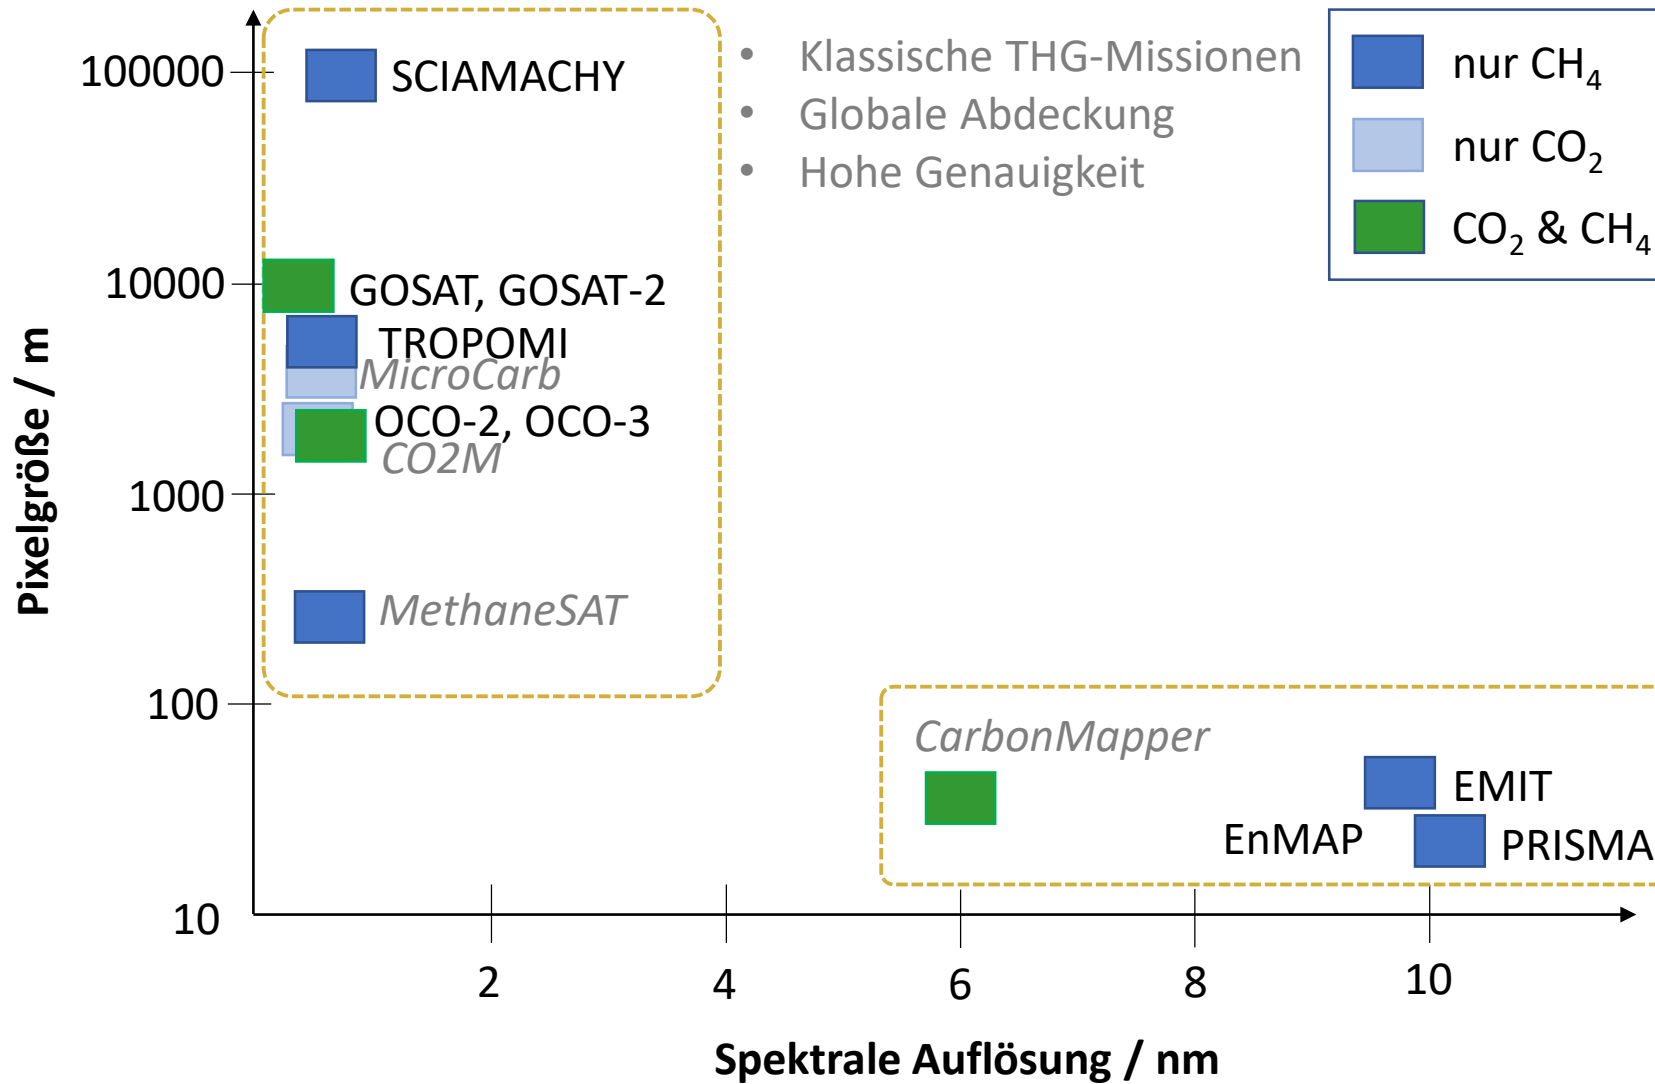 100000
SCIAMACHY
• Klassische THG-Missionen
• Globale Abdeckung
• Hohe Genauigkeit
nur CH₄
nur CO₂
CO₂ & CH₄
10000
GOSAT, GOSAT-2
TROPOMI
MicroCarb
OCO-2, OCO-3
CO2M
1000
MethaneSAT
100
CarbonMapper
EMIT
EnMAP
PRISMA
10
2
4
6
8
10
Pixelgröße / m
Spektrale Auflösung / nm